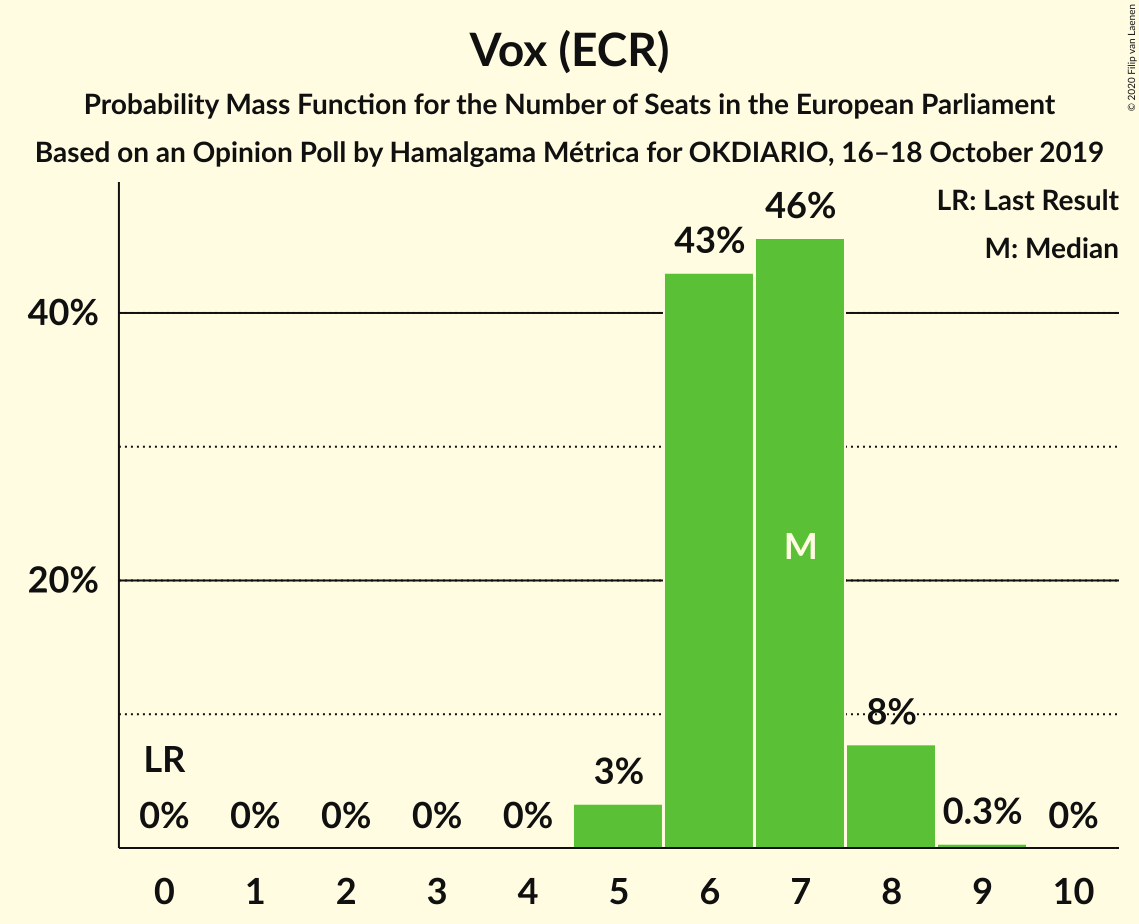 Vox (ECR)
Probability Mass Function for the Number of Seats in the European Parliament
Based on an Opinion Poll by Hamalgama Métrica for OKDIARIO, 16–18 October 2019
© 2020 Filip van Laenen
LR: Last Result
M: Median
46%
43%
40%
M
20%
8%
LR
3%
0% 0% 0% 0% 0% 0.3% 0%
0 1 2 3 4 5 6 7 8 9 10